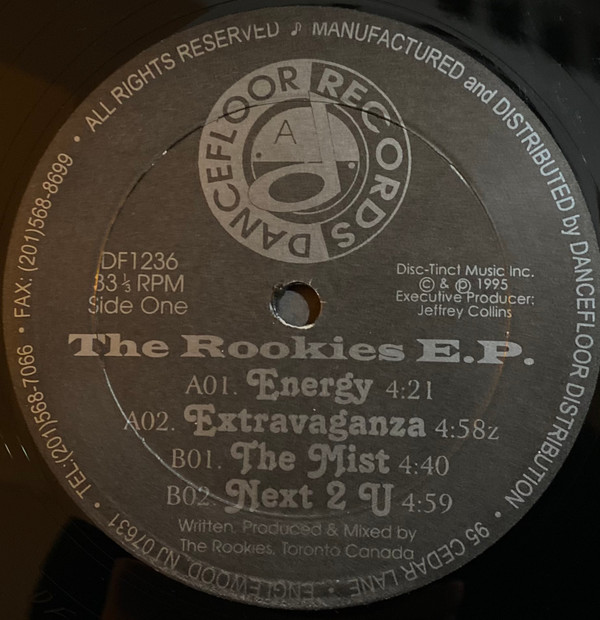 ALL RIGHTS RESERVED ♪ MANUFACTURED and DISTRIBUTED by DANCEFLOOR DISTRIBUTION • 95 CEDAR LANE • ENGLEWOOD, NJ 07631 • TEL:(201)568-7066 • FAX: (201)568-8699 •
DANCEFLOOR RECORDS
A
DF1236
33 ⅓ RPM
Side One
Disc-Tinct Music Inc.
© & ℗ 1995
Executive Producer:
Jeffrey Collins
The Rookies E.P.
A01. Energy 4:21
A02. Extravaganza 4:58z
B01. The Mist 4:40
B02. Next 2 U 4:59
Written, Produced & Mixed by
The Rookies, Toronto Canada